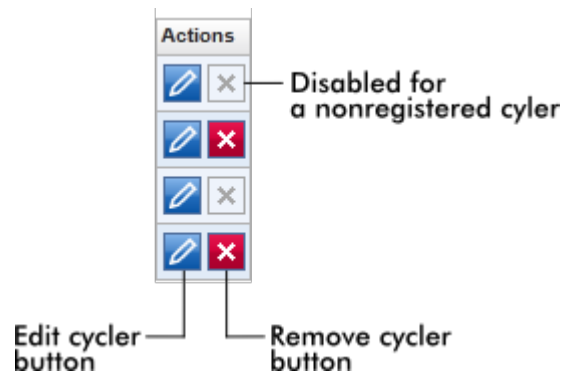 Actions
Disabled for
a nonregistered cyler
Edit cycler
button
Remove cycler
button